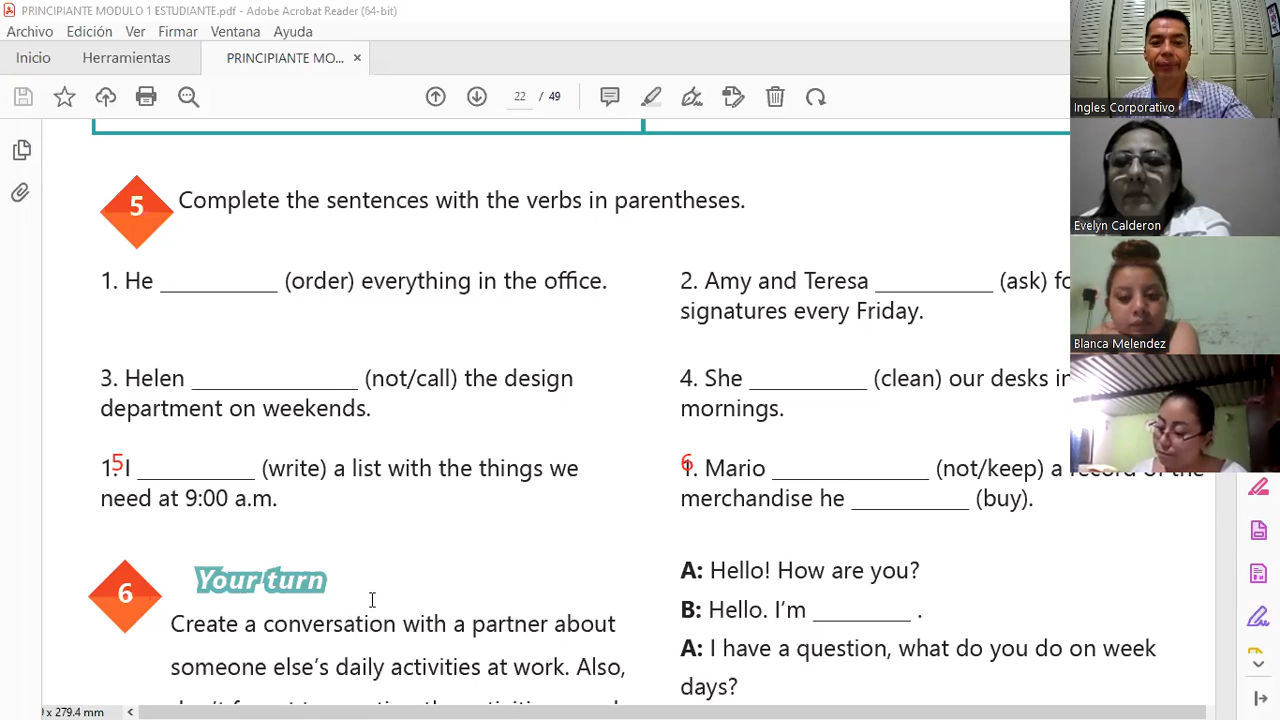 PRINCIPIANTE MODULO 1 ESTUDIANTE.pdf - Adobe Acrobat Reader (64-bit)
Archivo Edición Ver Firmar Ventana Ayuda
Inicio Herramientas PRINCIPIANTE MO... ×
22 / 49
5 Complete the sentences with the verbs in parentheses.
1. He __________ (order) everything in the office.
2. Amy and Teresa __________ (ask)
signatures every Friday.
3. Helen ______________ (not/call) the design
department on weekends.
4. She __________ (clean) our desks
mornings.
1. 5 I __________ (write) a list with the things we
need at 9:00 a.m.
1. 6 Mario _____________ (not/keep) a record of the
merchandise he __________ (buy).
6 Your turn
Create a conversation with a partner about
someone else's daily activities at work. Also,
A: Hello! How are you?
B: Hello. I'm ________ .
A: I have a question, what do you do on week
days?
Ingles Corporativo
Evelyn Calderon
Blanca Melendez
x 279.4 mm